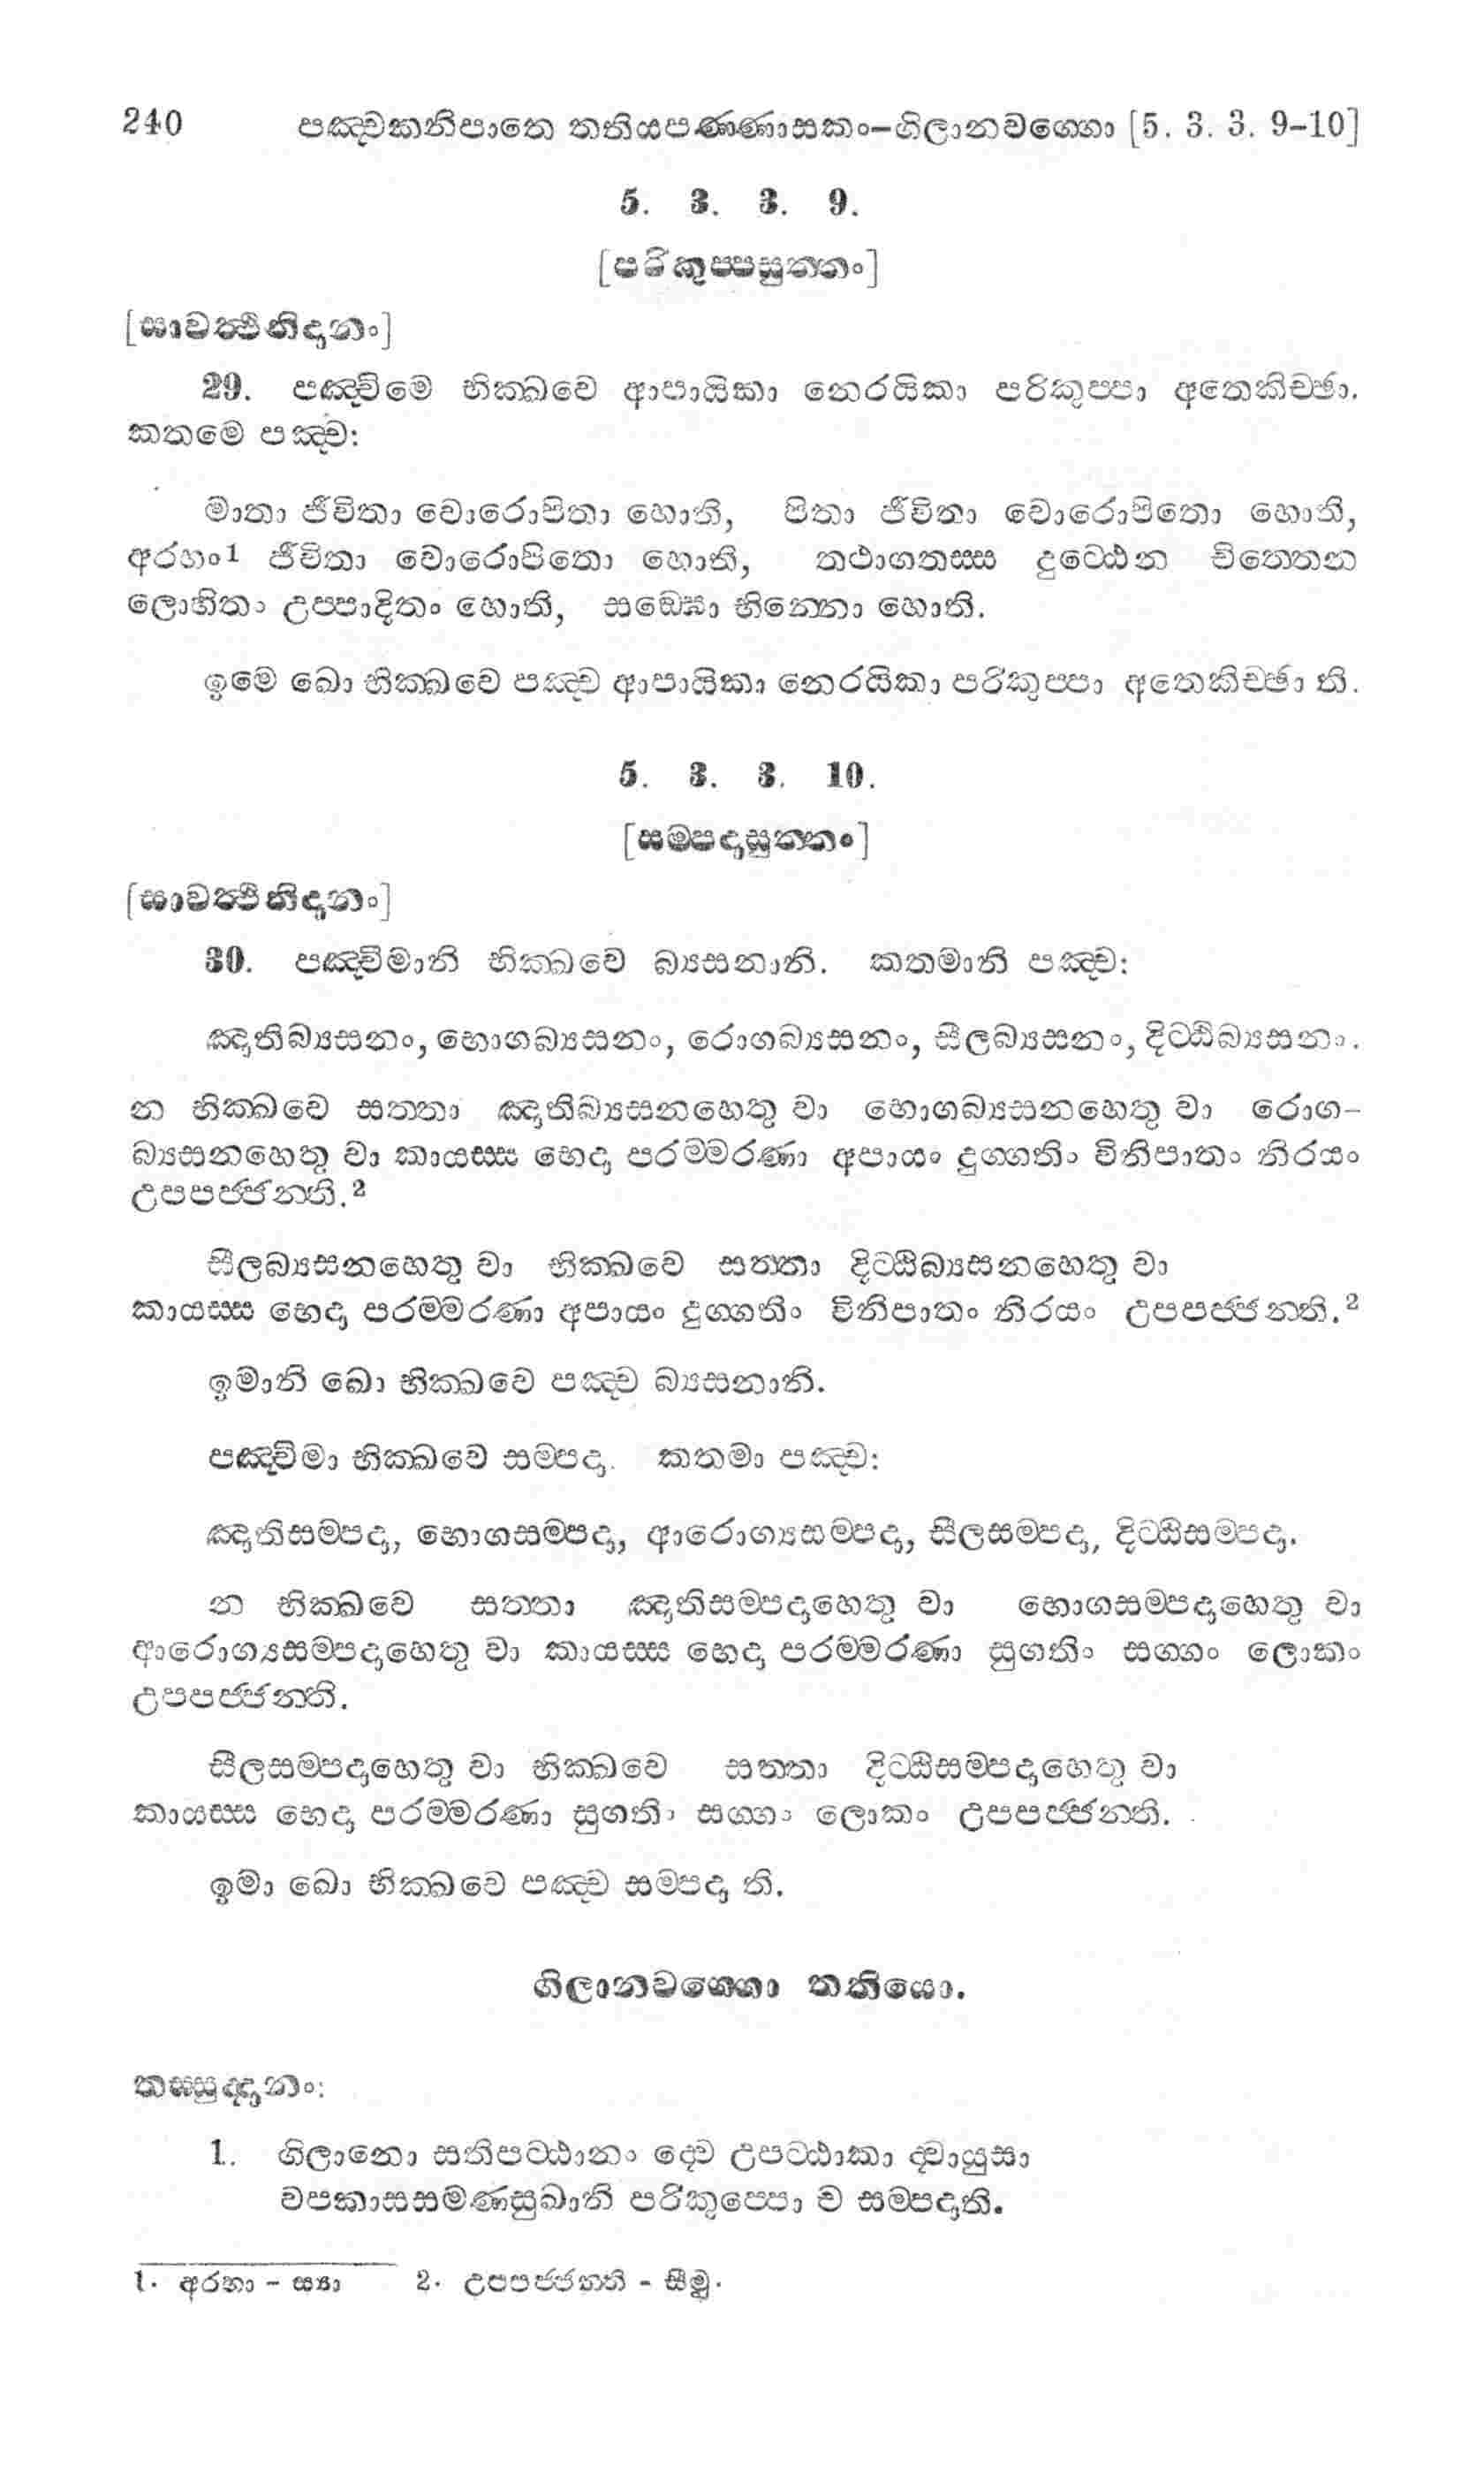 240 පඤ්චකනිපාතෙ තතියපණ්ණාසකං–ගිලානවග්ගො [5. 3. 3. 9–10]
5. 3. 3. 9.
[පරිකුප්පසුත්තං]
[සාවත්ථිනිදානං]
29. පඤ්චිමෙ භික්ඛවෙ ආපායිකා නෙරයිකා පරිකුප්පා අතෙකිච්ඡා.
කතමෙ පඤ්ච:
මාතා ජීවිතා වොරොපිතා හොති, පිතා ජීවිතා වොරොපිතො හොති,
අරහං1 ජීවිතා වොරොපිතො හොති, තථාගතස්ස දුට්ඨෙන චිත්තෙන
ලොහිතං උප්පාදිතං හොති, සඞ්ඝො භින්නො හොති.
ඉමෙ ඛො භික්ඛවෙ පඤ්ච ආපායිකා නෙරයිකා පරිකුප්පා අතෙකිච්ඡා ති.
5. 3. 3. 10.
[සම්පදාසුත්තං]
[සාවත්ථිනිදානං]
30. පඤ්චිමානි භික්ඛවෙ බ්‍යසනානි. කතමානි පඤ්ච:
ඤාතිබ්‍යසනං, භොගබ්‍යසනං, රොගබ්‍යසනං, සීලබ්‍යසනං, දිට්ඨිබ්‍යසනං.
න භික්ඛවෙ සත්තා ඤාතිබ්‍යසනහෙතු වා භොගබ්‍යසනහෙතු වා රොග–
බ්‍යසනහෙතු වා කායස්ස භෙදා පරම්මරණා අපායං දුග්ගතිං විනිපාතං නිරයං
උපපජ්ජන්ති.2
සීලබ්‍යසනහෙතු වා භික්ඛවෙ සත්තා දිට්ඨිබ්‍යසනහෙතු වා
කායස්ස භෙදා පරම්මරණා අපායං දුග්ගතිං විනිපාතං නිරයං උපපජ්ජන්ති.2
ඉමානි ඛො භික්ඛවෙ පඤ්ච බ්‍යසනානි.
පඤ්චිමා භික්ඛවෙ සම්පදා. කතමා පඤ්ච:
ඤාතිසම්පදා, භොගසම්පදා, ආරොග්‍යසම්පදා, සීලසම්පදා, දිට්ඨිසම්පදා.
න භික්ඛවෙ සත්තා ඤාතිසම්පදාහෙතු වා භොගසම්පදාහෙතු වා
ආරොග්‍යසම්පදාහෙතු වා කායස්ස භෙදා පරම්මරණා සුගතිං සග්ගං ලොකං
උපපජ්ජන්ති.
සීලසම්පදාහෙතු වා භික්ඛවෙ සත්තා දිට්ඨිසම්පදාහෙතු වා
කායස්ස භෙදා පරම්මරණා සුගතිං සග්ගං ලොකං උපපජ්ජන්ති.
ඉමා ඛො භික්ඛවෙ පඤ්ච සම්පදා ති.
ගිලානවග්ගො තතියො.
තස්සුද්දානං:
1. ගිලානො සතිපට්ඨානං ද්වෙ උපට්ඨාකා ද්වායුසා
වපකාසසමණසුඛානි පරිකුප්පො ච සම්පදාති.
1. අරහා – ස්‍යා 2. උප්පජ්ජන්ති – සීමු.